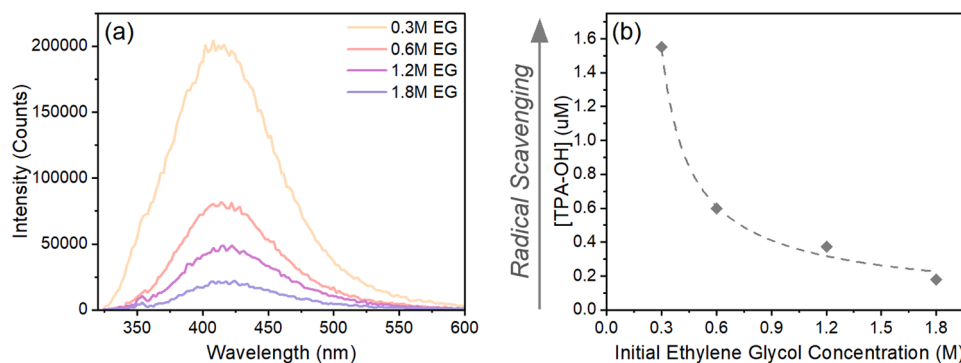 (a)
0.3M EG
0.6M EG
1.2M EG
1.8M EG
200000
150000
100000
50000
0
Intensity (Counts)
350 400 450 500 550 600
Wavelength (nm)
Radical Scavenging
(b)
1.6
1.4
1.2
1.0
0.8
0.6
0.4
0.2
0.0
[TPA-OH] (uM)
0.0 0.3 0.6 0.9 1.2 1.5 1.8
Initial Ethylene Glycol Concentration (M)